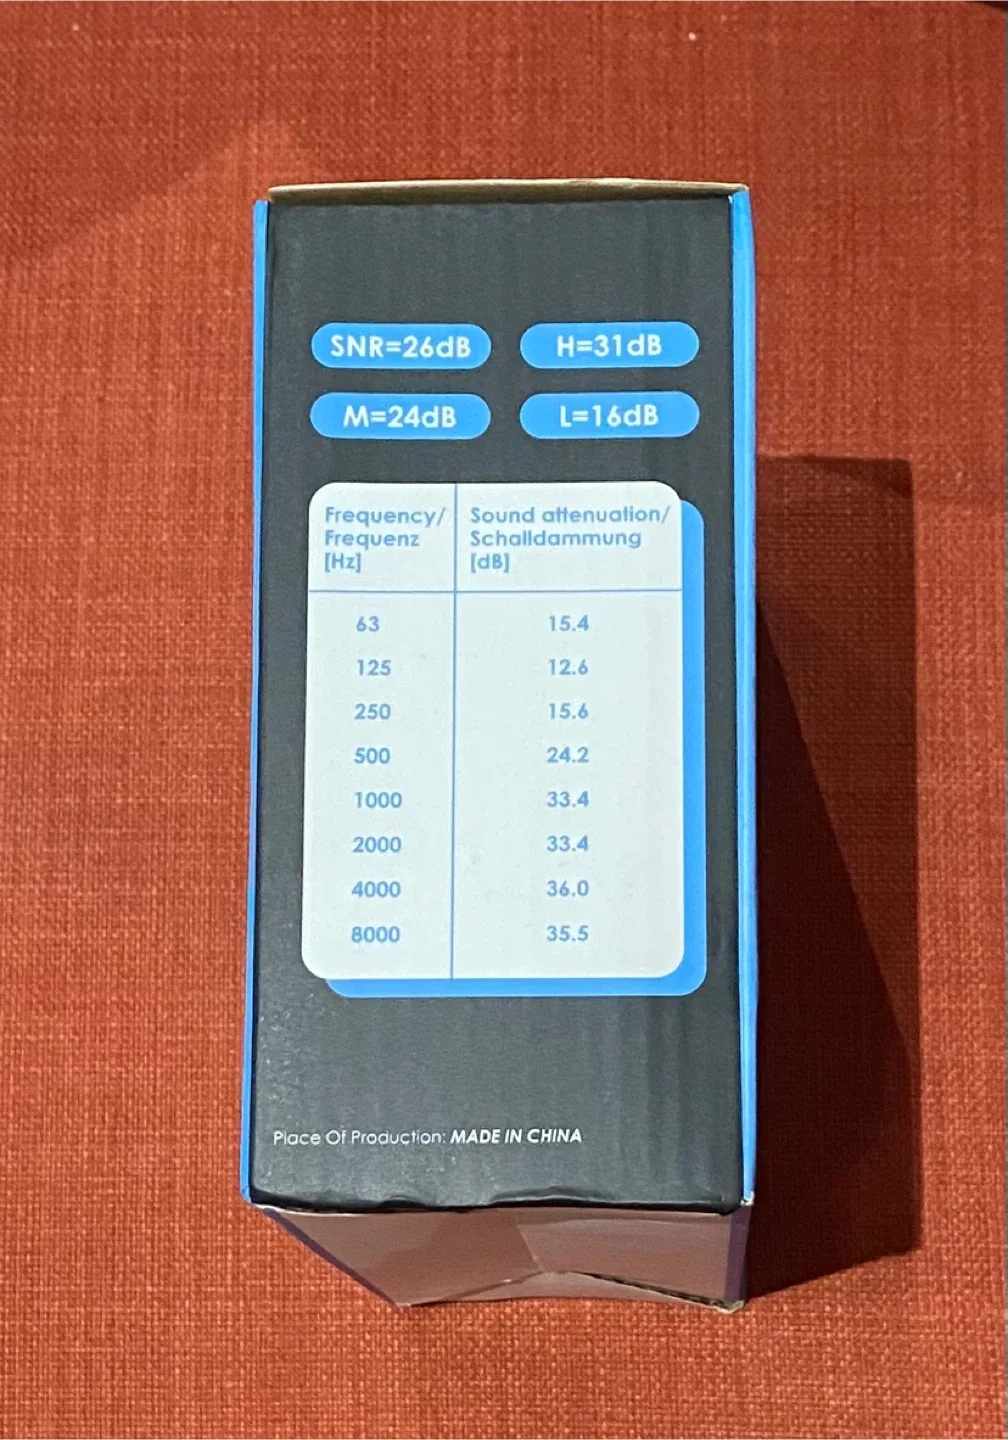 SNR=26dB H=31dB
M=24dB L=16dB
Frequency/ Sound attenuation/
Frequenz Schalldammung
[Hz] [dB]
63 15.4
125 12.6
250 15.6
500 24.2
1000 33.4
2000 33.4
4000 36.0
8000 35.5
Place Of Production: MADE IN CHINA